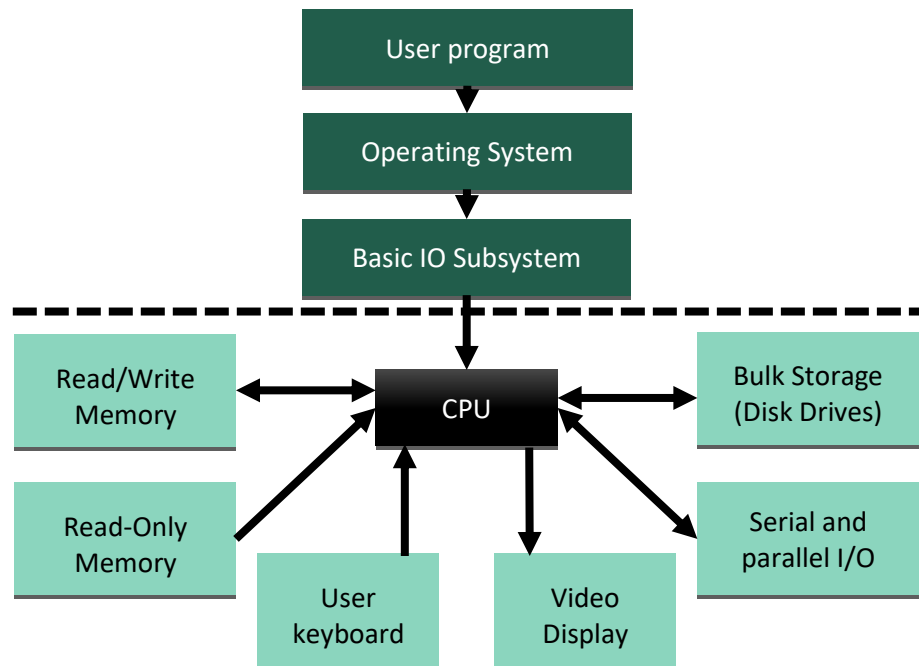 User program
Operating System
Basic IO Subsystem
Read/Write
Memory
CPU
Bulk Storage
(Disk Drives)
Read-Only
Memory
Serial and
parallel I/O
User
keyboard
Video
Display